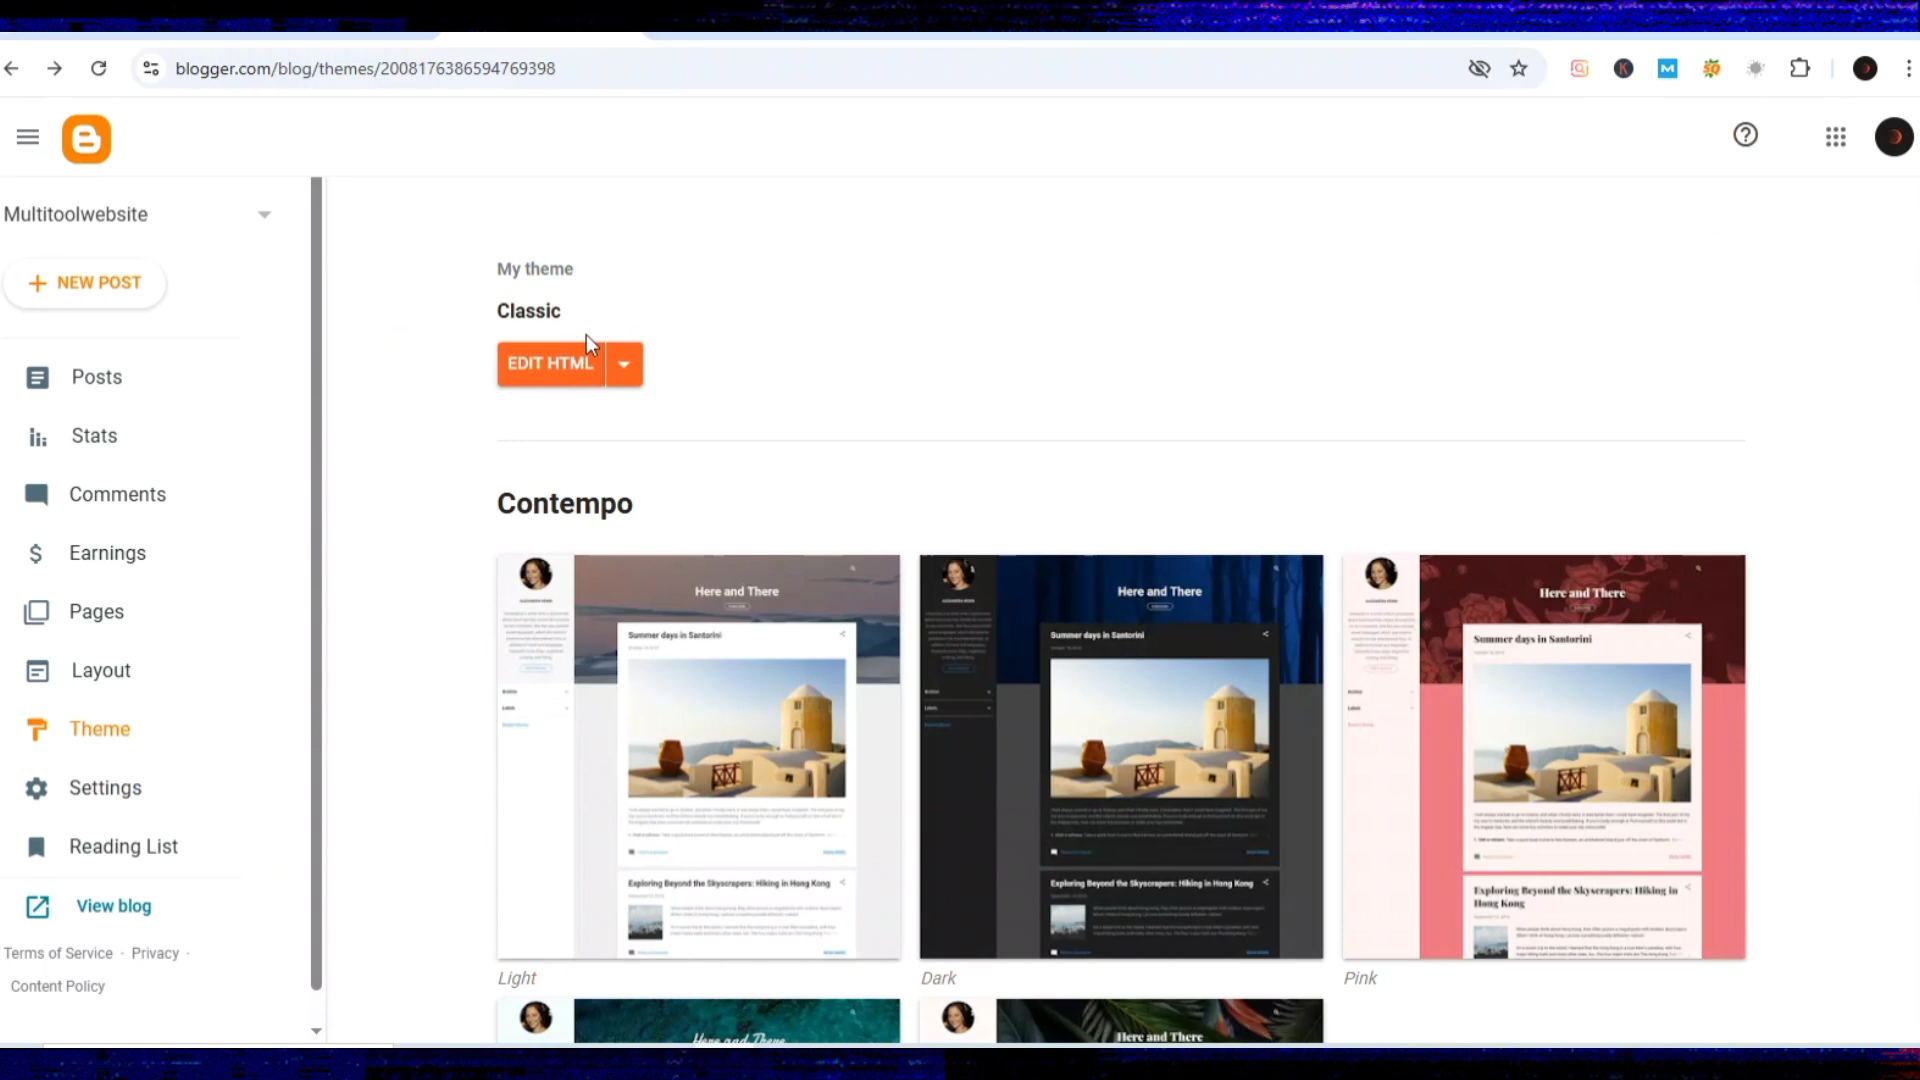 blogger.com/blog/themes/2008176386594769398
Multitoolwebsite
NEW POST
Posts
Stats
Comments
Earnings
Pages
Layout
Theme
Settings
Reading List
View blog
Terms of Service · Privacy ·
Content Policy
My theme
Classic
EDIT HTML
Contempo
Here and There
Summer days in Santorini
Exploring Beyond the Skyscrapers: Hiking in Hong Kong
Light
Here and There
Summer days in Santorini
Exploring Beyond the Skyscrapers: Hiking in Hong Kong
Dark
Here and There
Summer days in Santorini
Exploring Beyond the Skyscrapers: Hiking in
Hong Kong
Pink
Here and There
Here and There